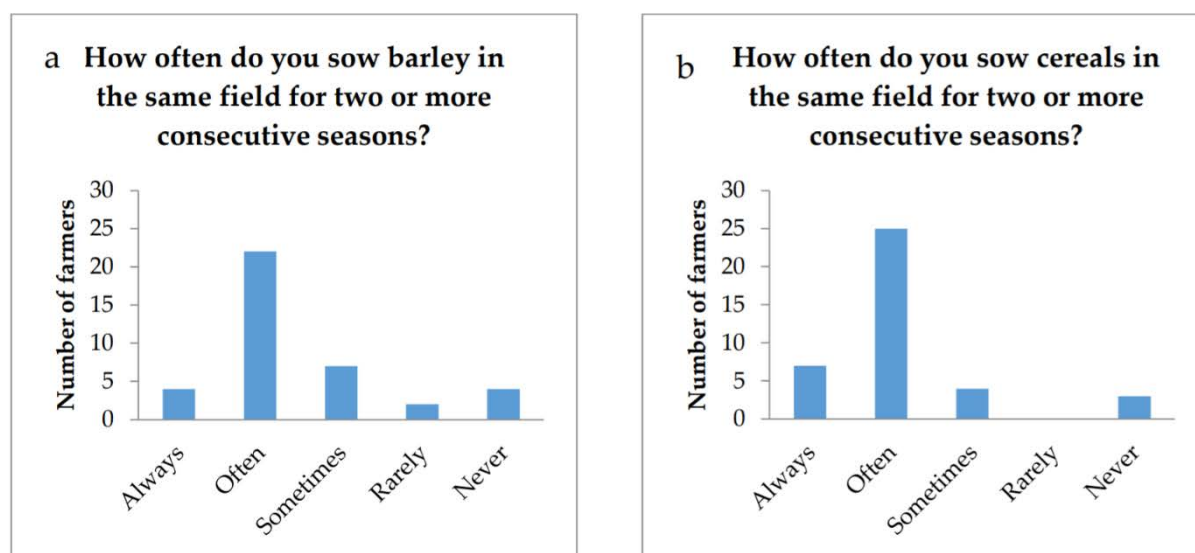 a How often do you sow barley in
the same field for two or more
consecutive seasons?
Number of farmers
30
25
20
15
10
5
0
Always
Often
Sometimes
Rarely
Never
b How often do you sow cereals in
the same field for two or more
consecutive seasons?
Number of farmers
30
25
20
15
10
5
0
Always
Often
Sometimes
Rarely
Never